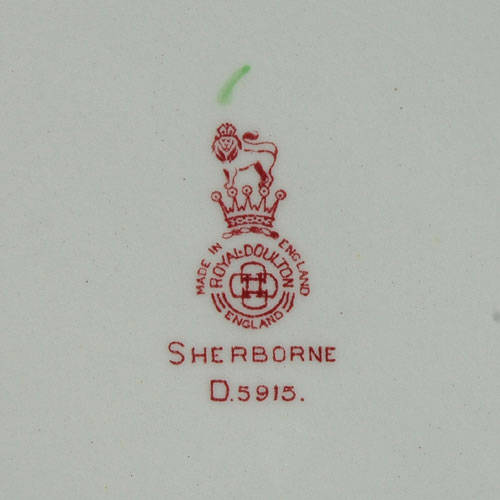 MADE IN ENGLAND
ROYAL·DOULTON
ENGLAND
SHERBORNE
D.5915.